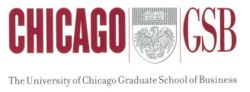 CHICAGO GSB
The University of Chicago Graduate School of Business